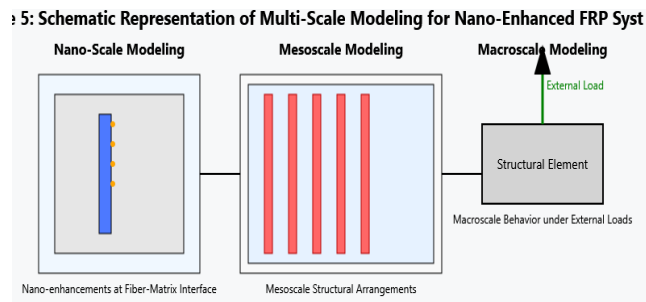 e 5: Schematic Representation of Multi-Scale Modeling for Nano-Enhanced FRP Syst
Nano-Scale Modeling
Mesoscale Modeling
Macroscale Modeling
External Load
Structural Element
Macroscale Behavior under External Loads
Nano-enhancements at Fiber-Matrix Interface
Mesoscale Structural Arrangements